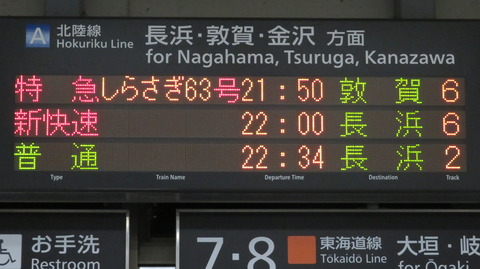 A 北陸線 長浜・敦賀・金沢 方面
Hokuriku Line for Nagahama, Tsuruga, Kanazawa
特急 しらさぎ63号 21:50 敦賀 6
新快速 22:00 長浜 6
普通 22:34 長浜 2
Type Train Name Departure Time Destination Track
お手洗 7・8 東海道線 大垣・岐
Restroom Tōkaidō Line for Ōgaki